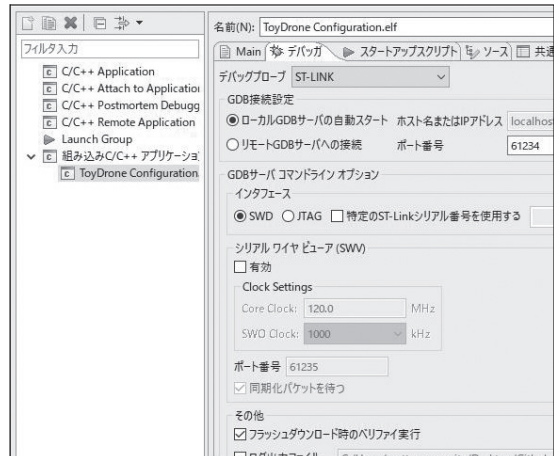 名前(N): ToyDrone Configuration.elf
フィルタ入力
C/C++ Application
C/C++ Attach to Application
C/C++ Postmortem Debugg
C/C++ Remote Application
Launch Group
組み込みC/C++ アプリケーショ
ToyDrone Configuration
Main デバッガ スタートアップスクリプト ソース 共通
デバッグプローブ ST-LINK
GDB接続設定
ローカルGDBサーバの自動スタート ホスト名またはIPアドレス localhos
リモートGDBサーバへの接続 ポート番号 61234
GDBサーバ コマンドライン オプション
インタフェース
SWD JTAG 特定のST-Linkシリアル番号を使用する
シリアル ワイヤ ビューア (SWV)
有効
Clock Settings
Core Clock: 120.0 MHz
SWO Clock: 1000 kHz
ポート番号 61235
同期化パケットを待つ
その他
フラッシュダウンロード時のベリファイ実行